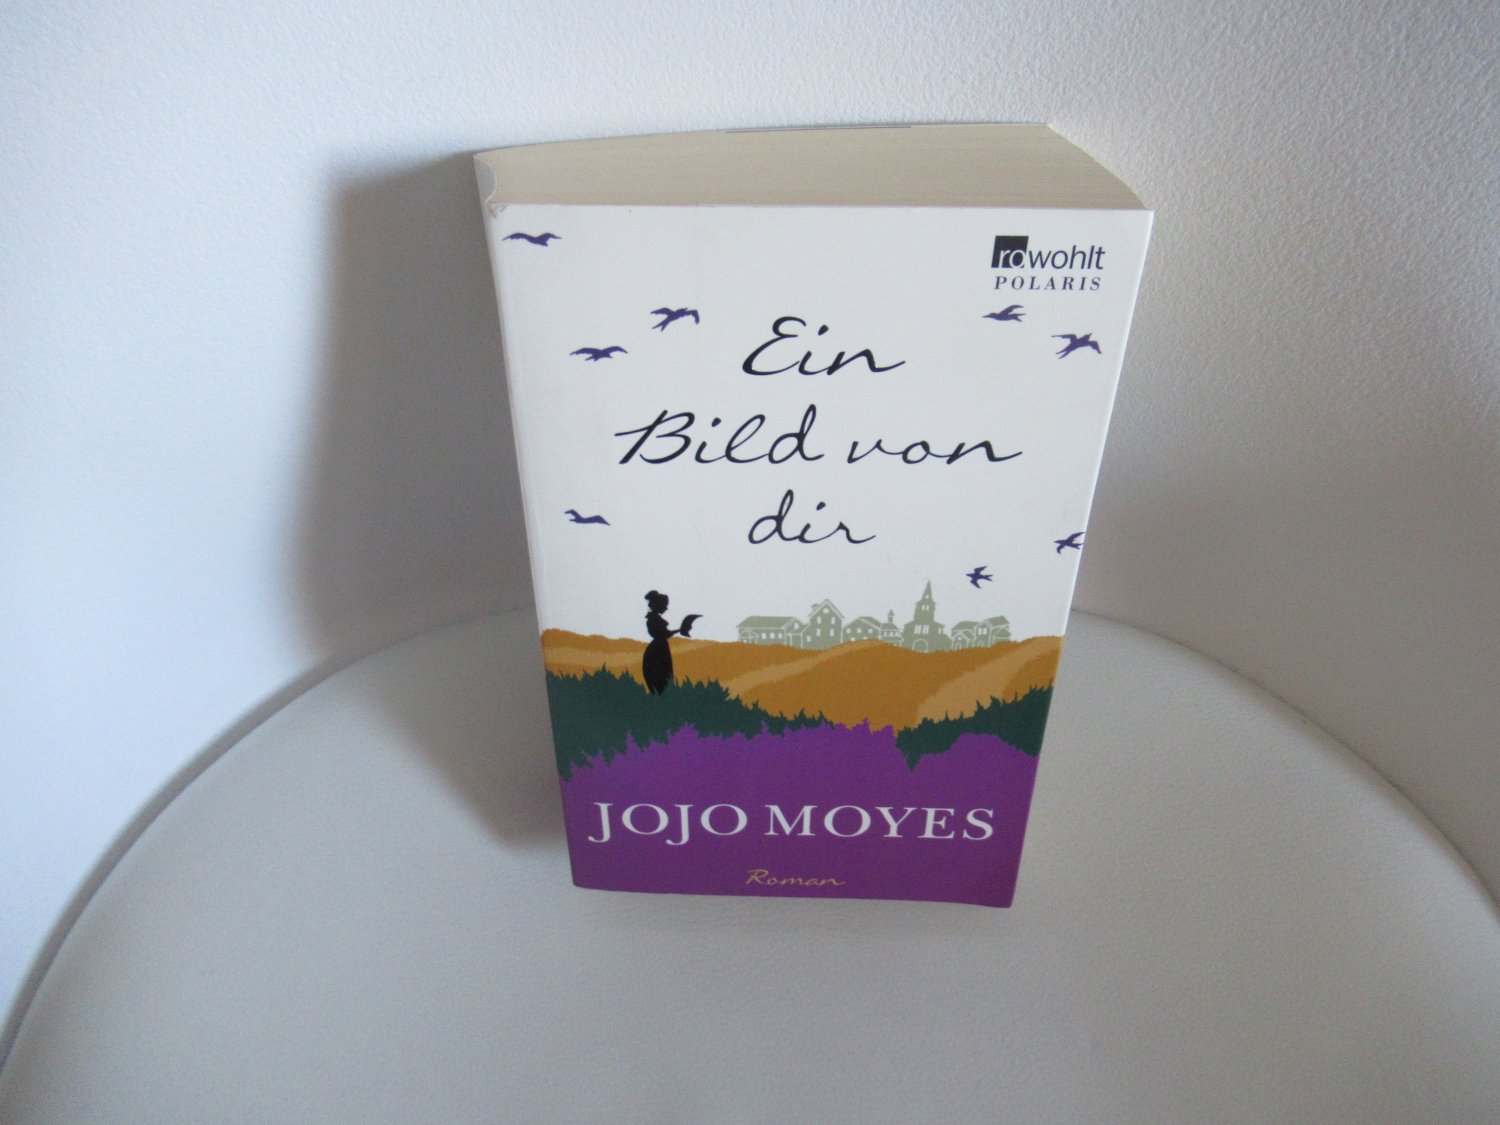 rowohlt
POLARIS
Ein
Bild von
dir
JOJO MOYES
Roman